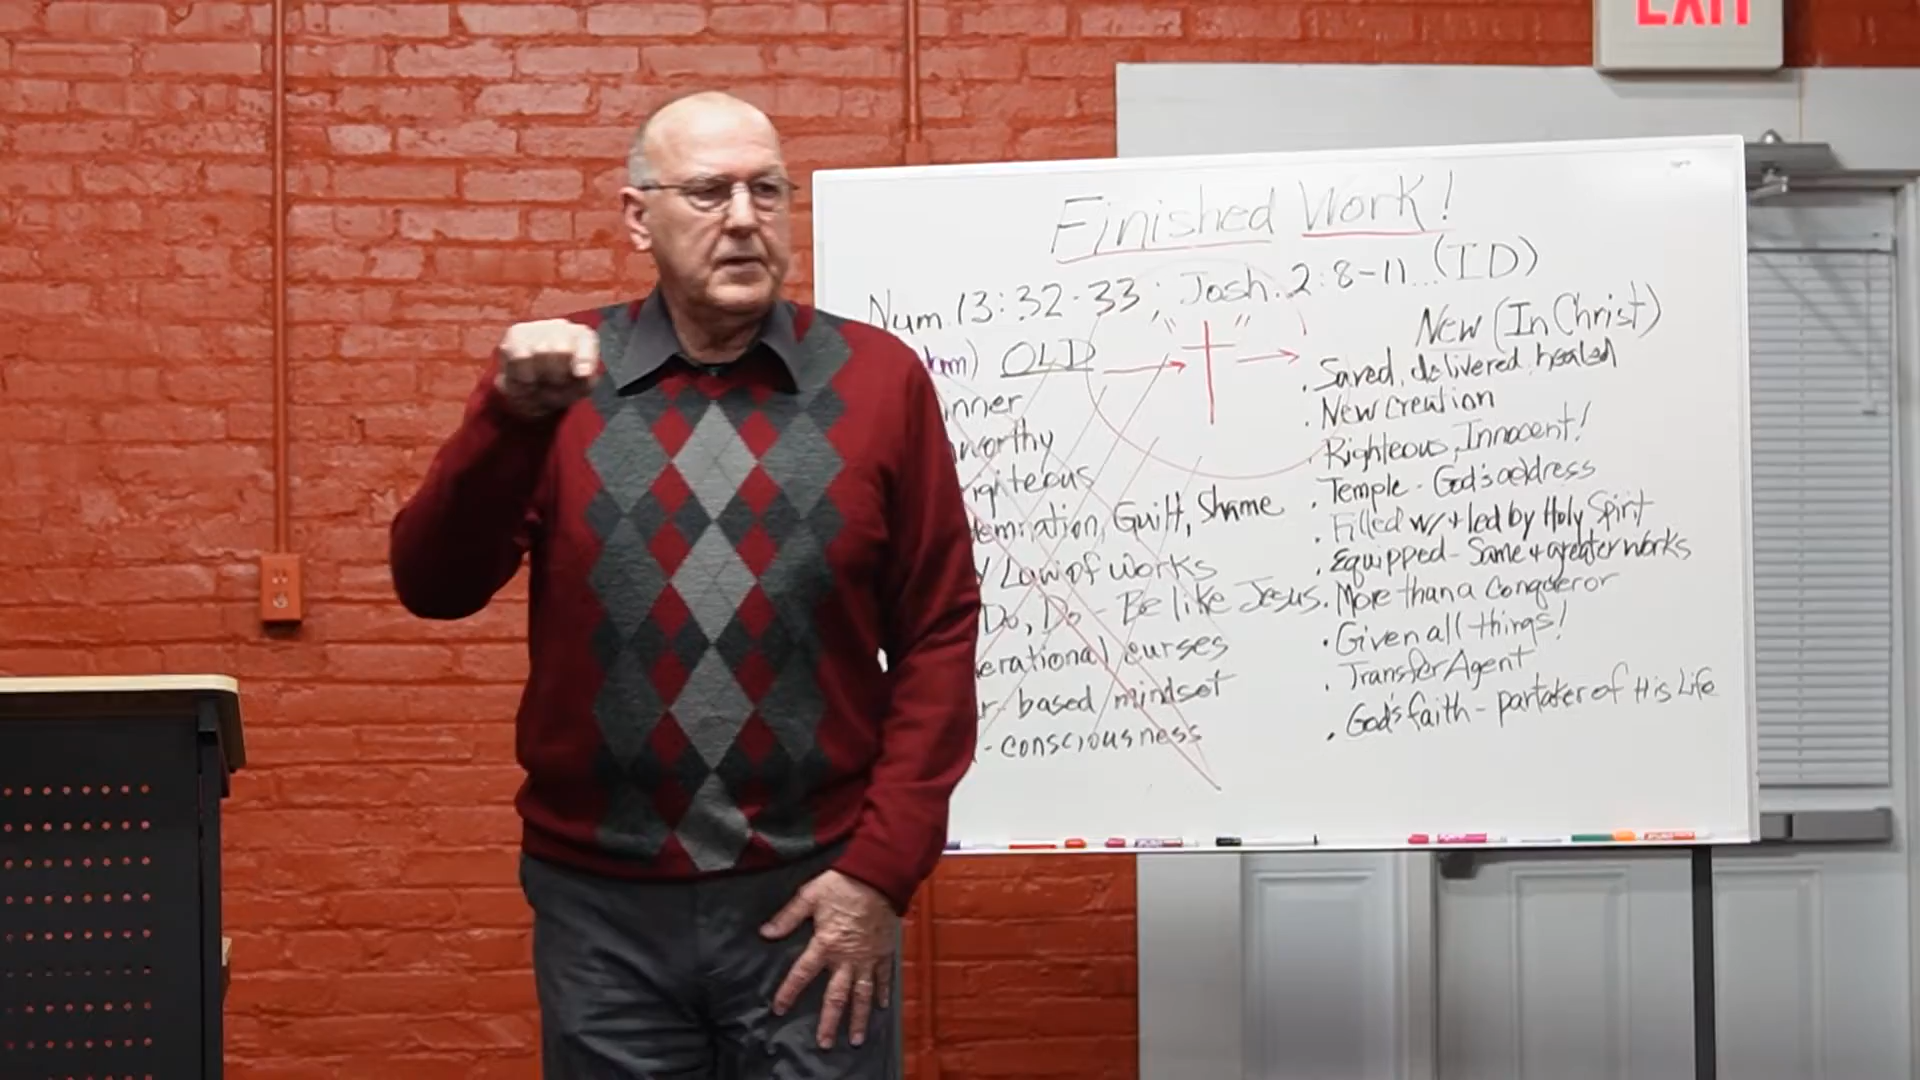 EXIT
Finished Work!
Num. 13:32-33; Josh. 2:8-11...(ID)
New (In Christ)
OLD
" "
. Saved, delivered, healed
. New Creation
. Righteous, Innocent!
. Temple - God's address
. Filled w/ + led by Holy Spirit
. Equipped - Same + greater works
. More than a Conqueror
. Given all things!
. Transfer Agent
. God's faith - partaker of His Life
Guilt, Shame
Law of Works
Do, Do - Be like Jesus
curses
based mindset
-consciousness